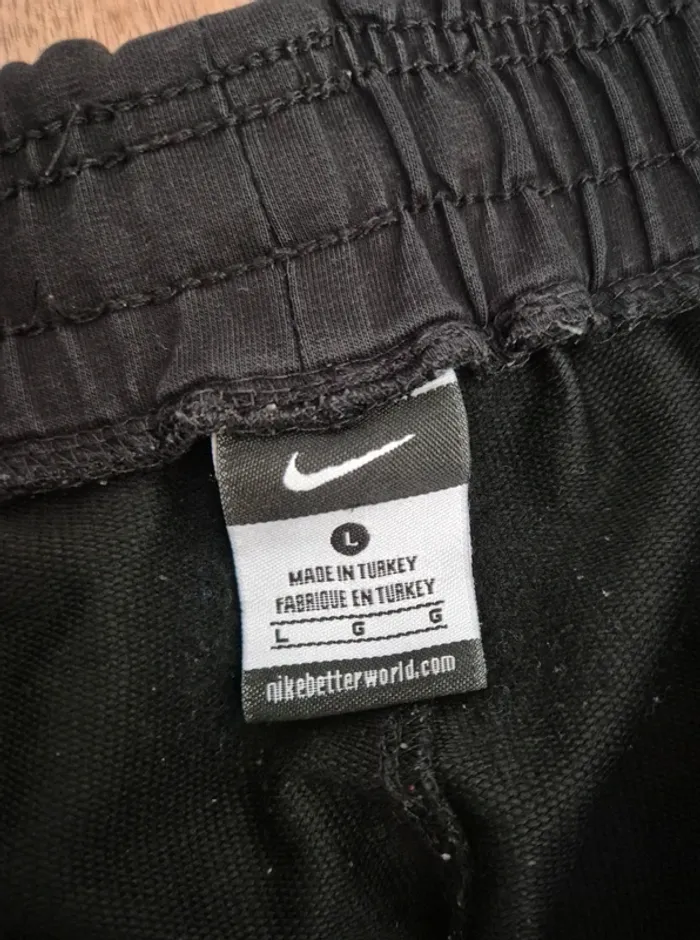 L
MADE IN TURKEY
FABRIQUE EN TURKEY
L G G
nikebetterworld.com